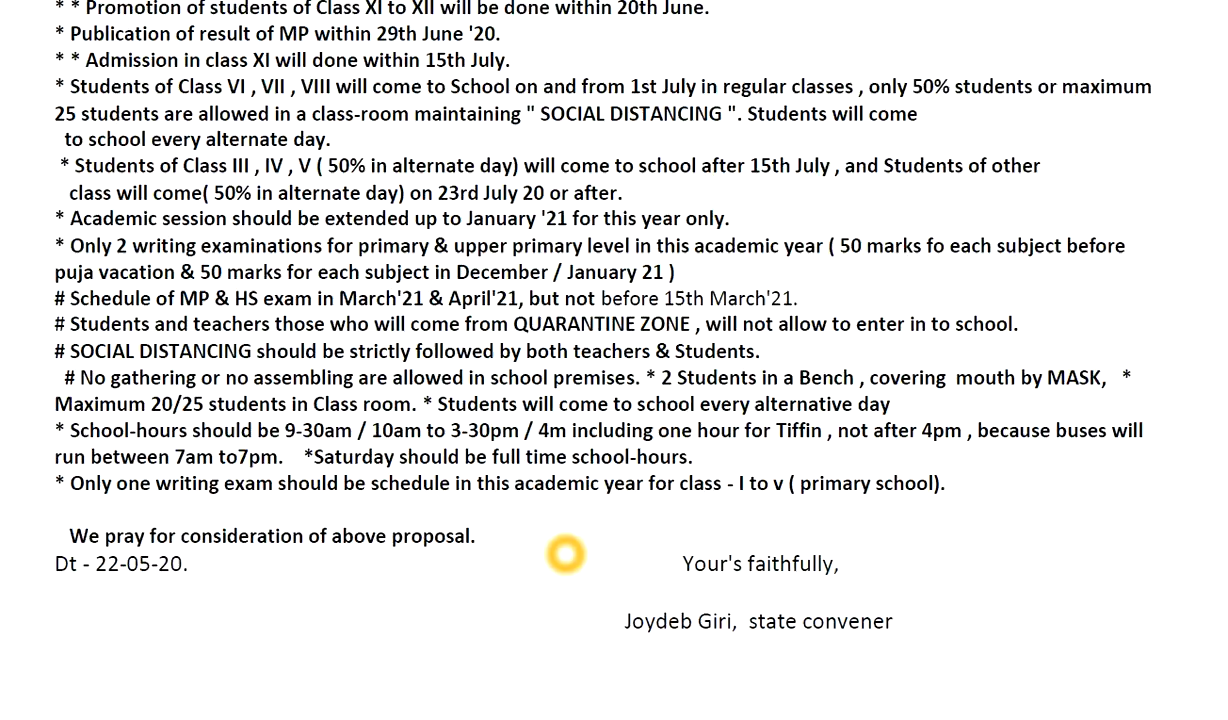 * * Promotion of students of Class XI to XII will be done within 20th June.
* Publication of result of MP within 29th June '20.
* * Admission in class XI will done within 15th July.
* Students of Class VI , VII , VIII will come to School on and from 1st July in regular classes , only 50% students or maximum
25 students are allowed in a class-room maintaining " SOCIAL DISTANCING ". Students will come
to school every alternate day.
* Students of Class III , IV , V ( 50% in alternate day) will come to school after 15th July , and Students of other
class will come( 50% in alternate day) on 23rd July 20 or after.
* Academic session should be extended up to January '21 for this year only.
* Only 2 writing examinations for primary & upper primary level in this academic year ( 50 marks fo each subject before
puja vacation & 50 marks for each subject in December / January 21 )
# Schedule of MP & HS exam in March'21 & April'21, but not before 15th March'21.
# Students and teachers those who will come from QUARANTINE ZONE , will not allow to enter in to school.
# SOCIAL DISTANCING should be strictly followed by both teachers & Students.
# No gathering or no assembling are allowed in school premises. * 2 Students in a Bench , covering mouth by MASK, *
Maximum 20/25 students in Class room. * Students will come to school every alternative day
* School-hours should be 9-30am / 10am to 3-30pm / 4m including one hour for Tiffin , not after 4pm , because buses will
run between 7am to7pm. *Saturday should be full time school-hours.
* Only one writing exam should be schedule in this academic year for class - I to v ( primary school).
We pray for consideration of above proposal.
Dt - 22-05-20. Your's faithfully,
Joydeb Giri, state convener